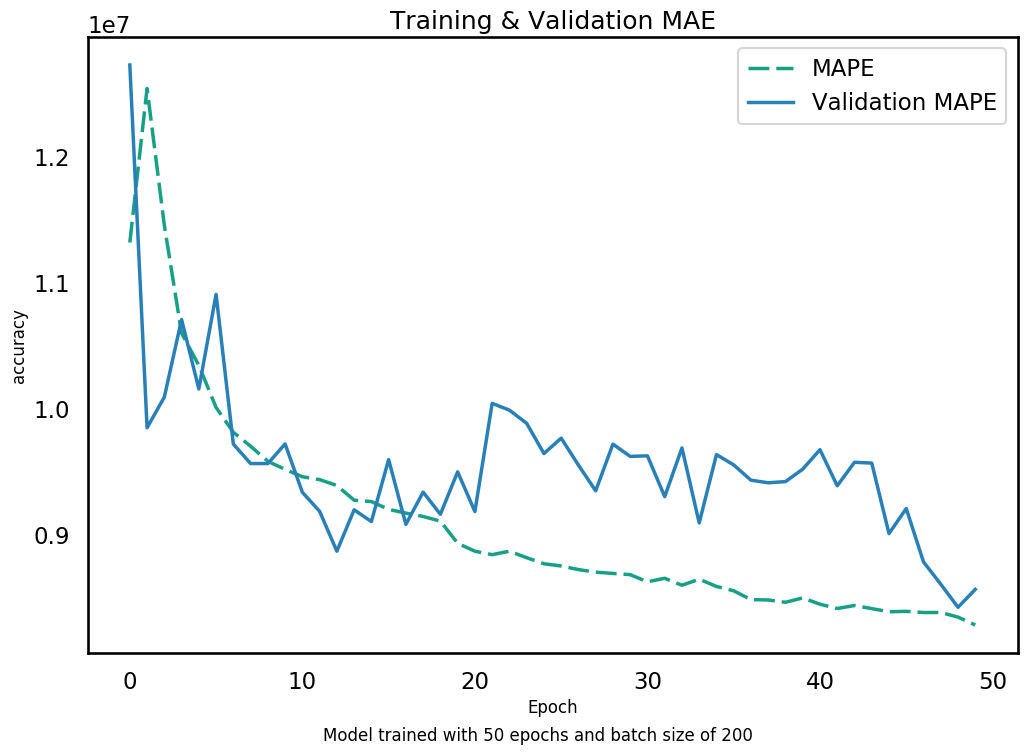 Training & Validation MAE
1e7
MAPE
Validation MAPE
1.2
1.1
1.0
0.9
accuracy
0 10 20 30 40 50
Epoch
Model trained with 50 epochs and batch size of 200